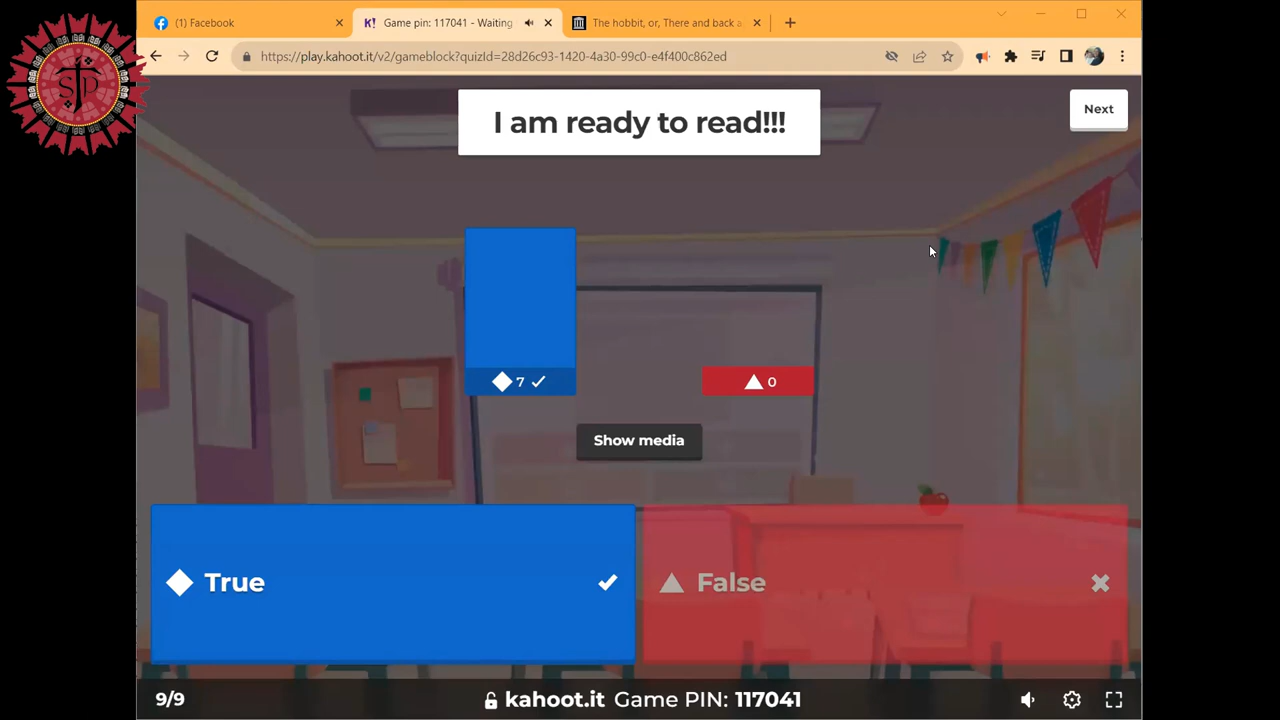 (1) Facebook
K! Game pin: 117041 - Waiting
The hobbit, or, There and back a
https://play.kahoot.it/v2/gameblock?quizId=28d26c93-1420-4a30-99c0-e4f400c862ed
I am ready to read!!!
Next
7
0
Show media
True
False
9/9
kahoot.it Game PIN: 117041